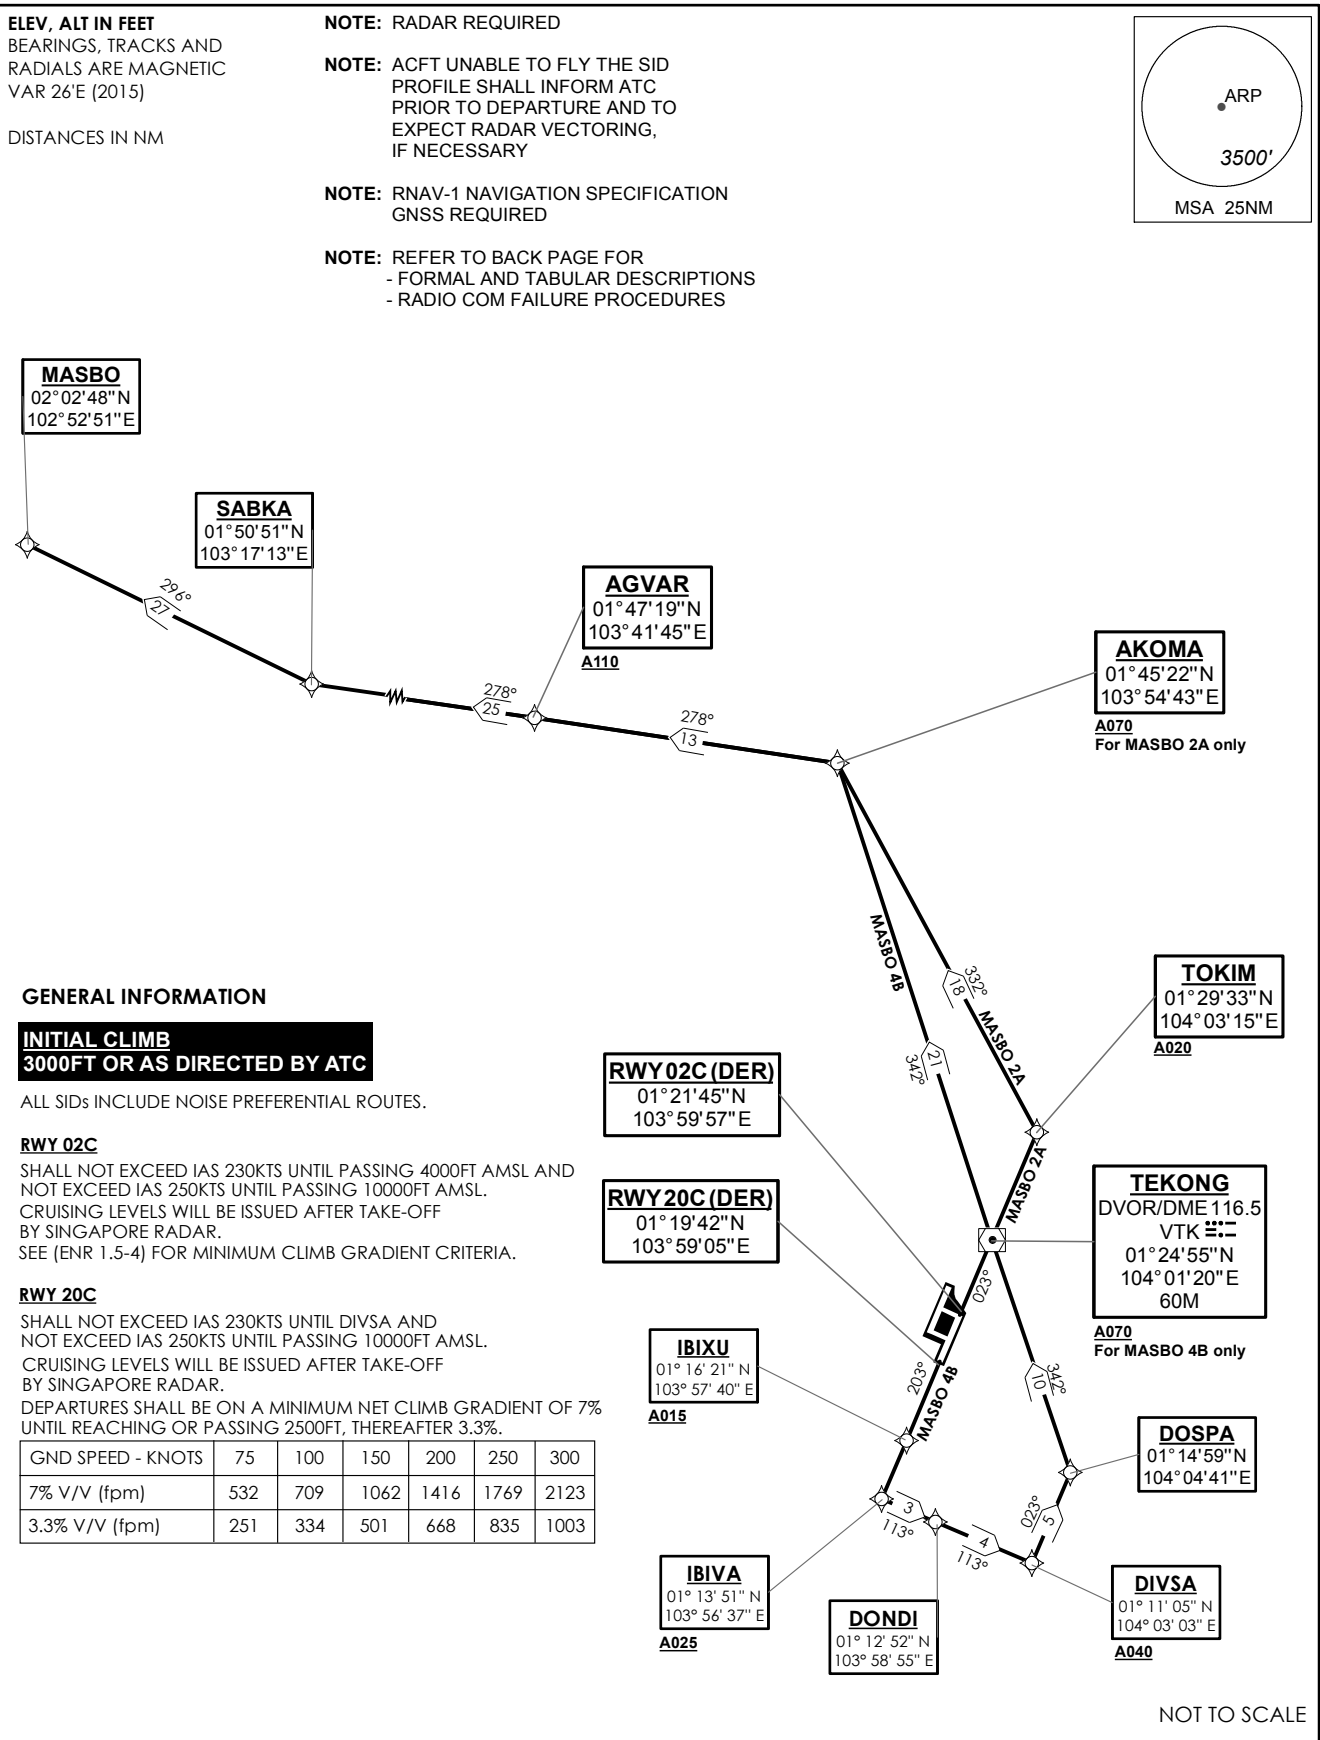 ELEV, ALT IN FEET
BEARINGS, TRACKS AND
RADIALS ARE MAGNETIC
VAR 26'E (2015)
DISTANCES IN NM
NOTE: RADAR REQUIRED
NOTE: ACFT UNABLE TO FLY THE SID
PROFILE SHALL INFORM ATC
PRIOR TO DEPARTURE AND TO
EXPECT RADAR VECTORING,
IF NECESSARY
NOTE: RNAV-1 NAVIGATION SPECIFICATION
GNSS REQUIRED
NOTE: REFER TO BACK PAGE FOR
- FORMAL AND TABULAR DESCRIPTIONS
- RADIO COM FAILURE PROCEDURES
ARP
3500'
MSA 25NM
MASBO
02°02'48"N
102°52'51"E
SABKA
01°50'51"N
103°17'13"E
AGVAR
01°47'19"N
103°41'45"E
A110
AKOMA
01°45'22"N
103°54'43"E
A070
For MASBO 2A only
296°
27
278°
25
278°
13
MASBO 4B
332°
18
MASBO 2A
21
342°
TOKIM
01°29'33"N
104°03'15"E
A020
GENERAL INFORMATION
INITIAL CLIMB
3000FT OR AS DIRECTED BY ATC
ALL SIDs INCLUDE NOISE PREFERENTIAL ROUTES.
RWY 02C
SHALL NOT EXCEED IAS 230KTS UNTIL PASSING 4000FT AMSL AND
NOT EXCEED IAS 250KTS UNTIL PASSING 10000FT AMSL.
CRUISING LEVELS WILL BE ISSUED AFTER TAKE-OFF
BY SINGAPORE RADAR.
SEE (ENR 1.5-4) FOR MINIMUM CLIMB GRADIENT CRITERIA.
RWY 20C
SHALL NOT EXCEED IAS 230KTS UNTIL DIVSA AND
NOT EXCEED IAS 250KTS UNTIL PASSING 10000FT AMSL.
CRUISING LEVELS WILL BE ISSUED AFTER TAKE-OFF
BY SINGAPORE RADAR.
DEPARTURES SHALL BE ON A MINIMUM NET CLIMB GRADIENT OF 7%
UNTIL REACHING OR PASSING 2500FT, THEREAFTER 3.3%.
GND SPEED - KNOTS 75 100 150 200 250 300
7% V/V (fpm) 532 709 1062 1416 1769 2123
3.3% V/V (fpm) 251 334 501 668 835 1003
RWY 02C (DER)
01°21'45"N
103°59'57"E
RWY 20C (DER)
01°19'42"N
103°59'05"E
MASBO 2A
TEKONG
DVOR/DME 116.5
VTK
01°24'55"N
104°01'20"E
60M
A070
For MASBO 4B only
023°
203°
MASBO 4B
IBIXU
01° 16' 21" N
103° 57' 40" E
A015
342°
10
DOSPA
01°14'59"N
104°04'41"E
3
113°
4
113°
023°
5
IBIVA
01° 13' 51" N
103° 56' 37" E
A025
DONDI
01° 12' 52" N
103° 58' 55" E
DIVSA
01° 11' 05" N
104° 03' 03" E
A040
NOT TO SCALE